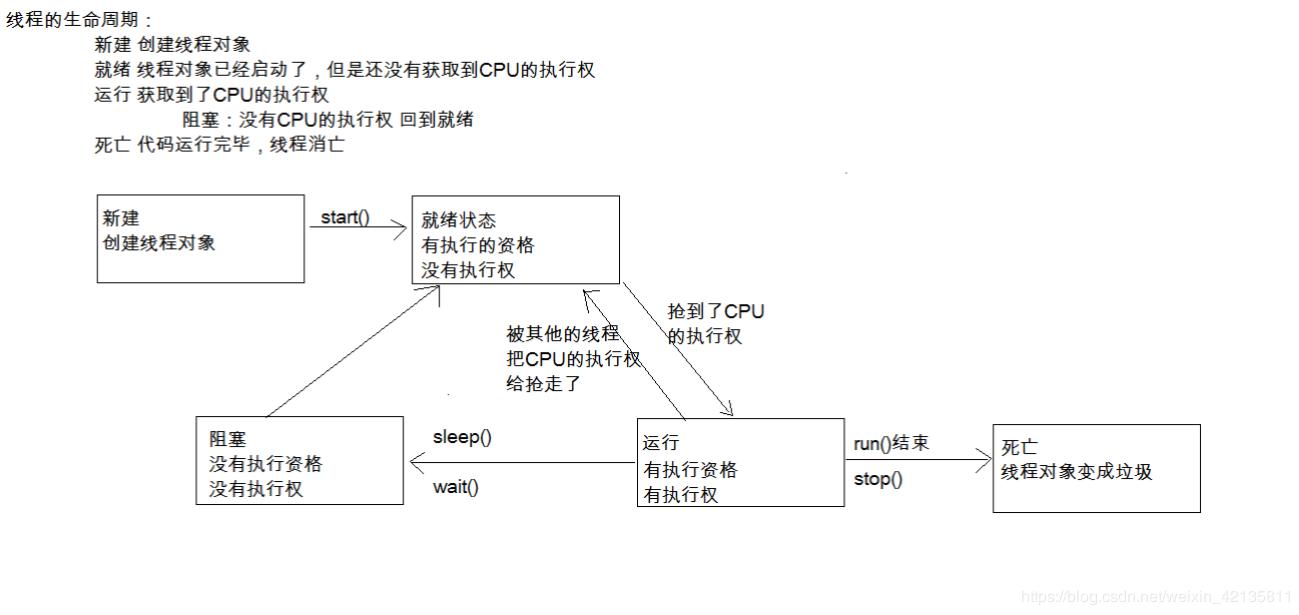 线程的生命周期：
新建 创建线程对象
就绪 线程对象已经启动了，但是还没有获取到CPU的执行权
运行 获取到了CPU的执行权
阻塞：没有CPU的执行权 回到就绪
死亡 代码运行完毕，线程消亡
新建
创建线程对象
start()
就绪状态
有执行的资格
没有执行权
抢到了CPU
的执行权
被其他的线程
把CPU的执行权
给抢走了
阻塞
没有执行资格
没有执行权
sleep()
wait()
运行
有执行资格
有执行权
run()结束
stop()
死亡
线程对象变成垃圾
https://blog.csdn.net/weixin_42135811